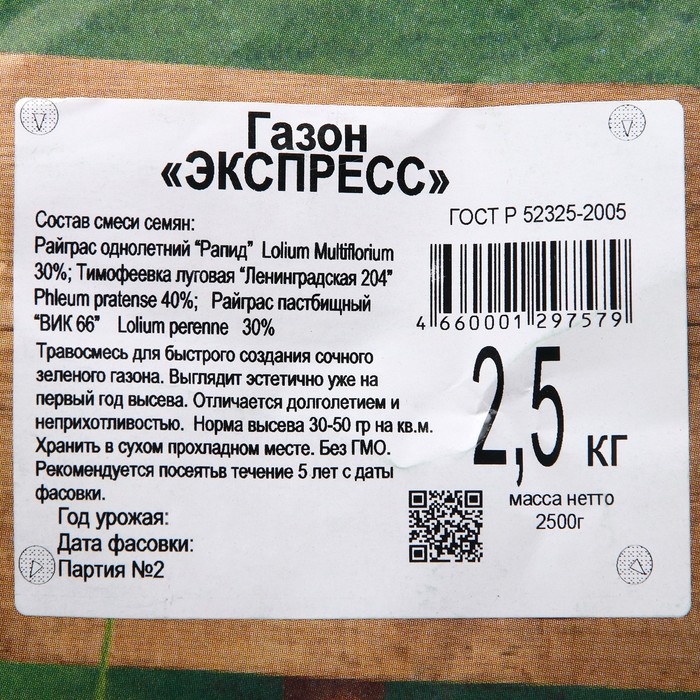 Газон
«ЭКСПРЕСС»
Состав смеси семян:
Райграс однолетний “Рапид” Lolium Multiflorium
30%; Тимофеевка луговая “Ленинградская 204”
Phleum pratense 40%; Райграс пастбищный
“ВИК 66” Lolium perenne 30%
Травосмесь для быстрого создания сочного
зеленого газона. Выглядит эстетично уже на
первый год высева. Отличается долголетием и
неприхотливостью. Норма высева 30-50 гр на кв.м.
Хранить в сухом прохладном месте. Без ГМО.
Рекомендуется посеятьв течение 5 лет с даты
фасовки.
Год урожая:
Дата фасовки:
Партия №2
ГОСТ Р 52325-2005
4 660001 297579
2,5 кг
масса нетто
2500г